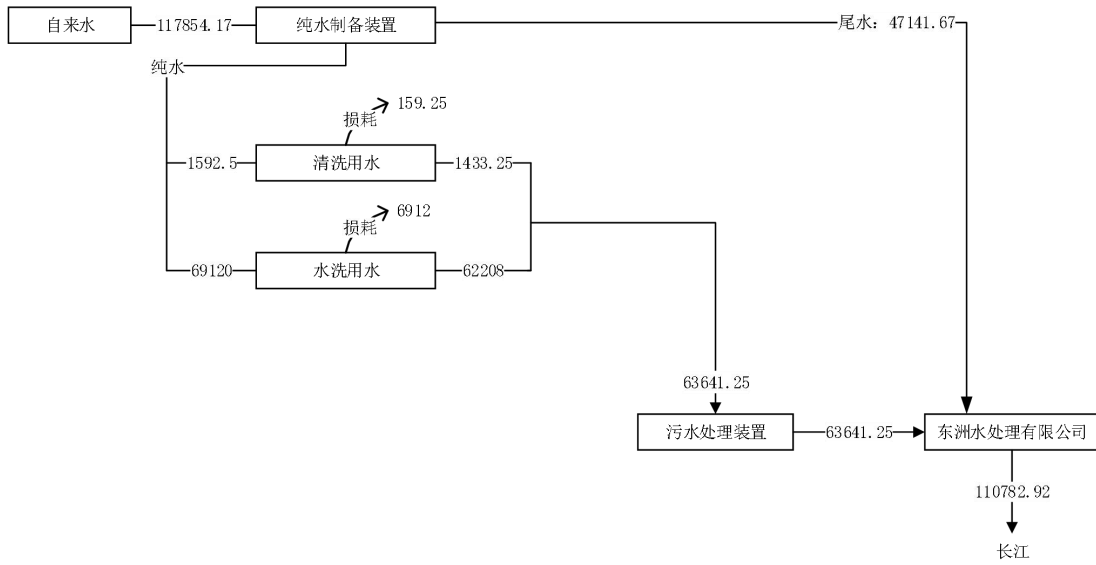 自来水
117854.17
纯水制备装置
尾水：47141.67
纯水
损耗
159.25
1592.5
清洗用水
1433.25
损耗
6912
69120
水洗用水
62208
63641.25
污水处理装置
63641.25
东洲水处理有限公司
110782.92
长江